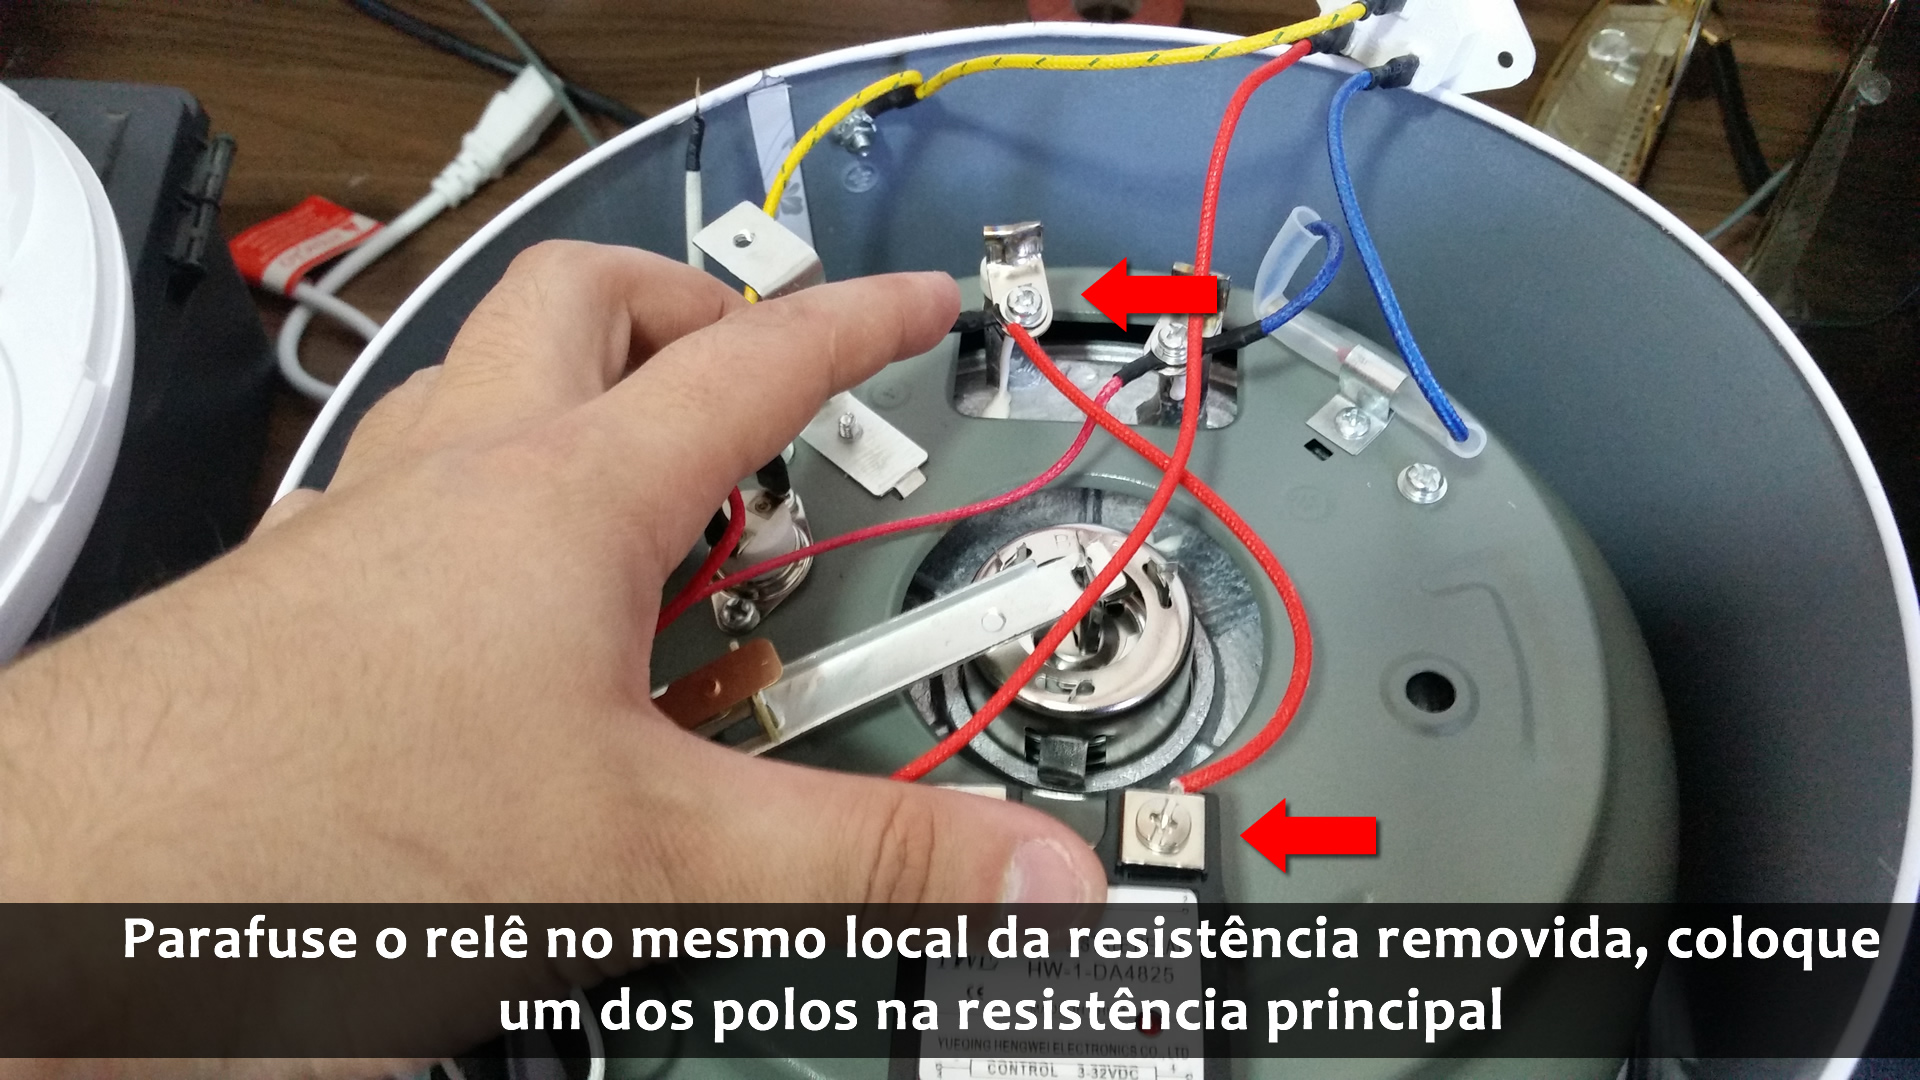 Parafuse o relê no mesmo local da resistência removida, coloque
um dos polos na resistência principal
HW-1-DA4825
YUEQING HENGWEI ELECTRONICS CO.,LTD
CONTROL 3-32VDC